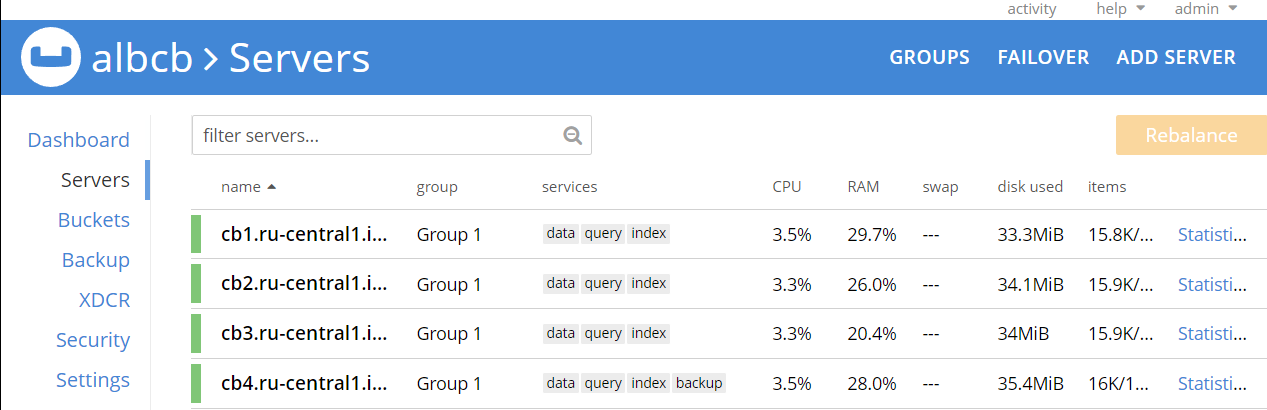 activity help admin
albcb > Servers GROUPS FAILOVER ADD SERVER
Dashboard
Servers
Buckets
Backup
XDCR
Security
Settings
filter servers... Rebalance
name group services CPU RAM swap disk used items
cb1.ru-central1.i... Group 1 data query index 3.5% 29.7% --- 33.3MiB 15.8K/... Statisti...
cb2.ru-central1.i... Group 1 data query index 3.3% 26.0% --- 34.1MiB 15.9K/... Statisti...
cb3.ru-central1.i... Group 1 data query index 3.3% 20.4% --- 34MiB 15.9K/... Statisti...
cb4.ru-central1.i... Group 1 data query index backup 3.5% 28.0% --- 35.4MiB 16K/1... Statisti...